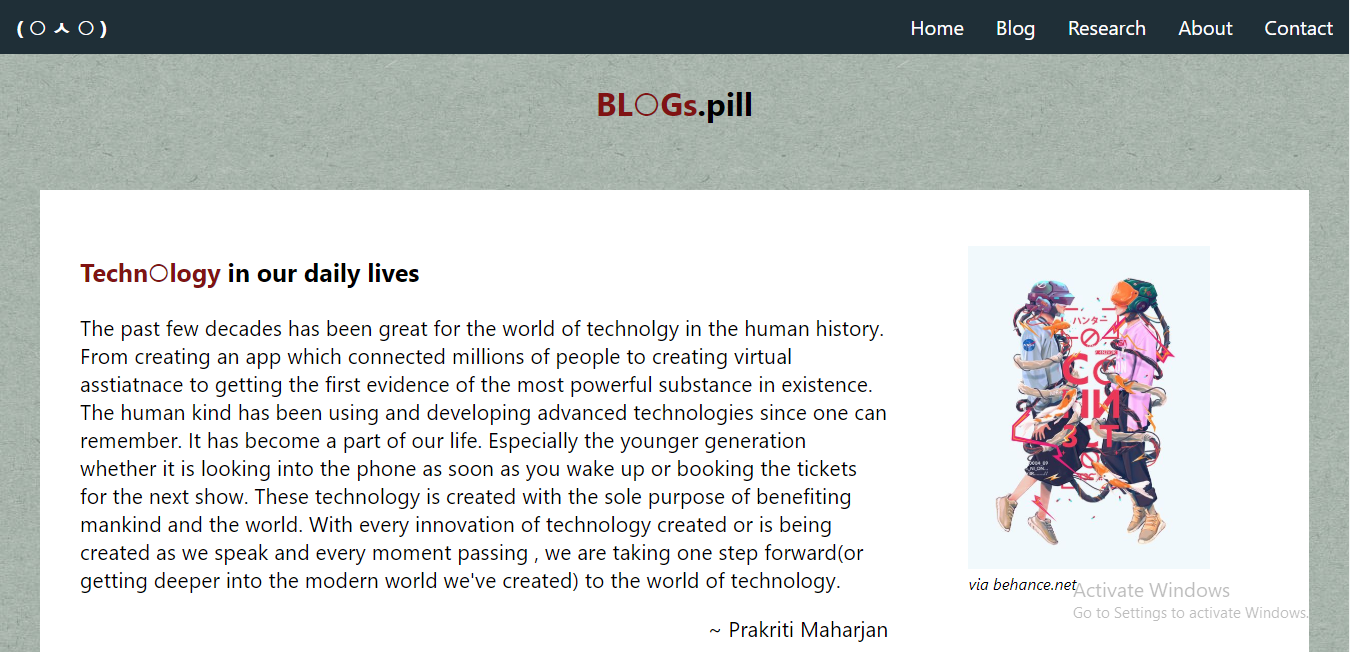 ( ○ ㅅ ○ )
Home Blog Research About Contact
BL○Gs.pill
Techn○logy in our daily lives
The past few decades has been great for the world of technolgy in the human history.
From creating an app which connected millions of people to creating virtual
asstiatnace to getting the first evidence of the most powerful substance in existence.
The human kind has been using and developing advanced technologies since one can
remember. It has become a part of our life. Especially the younger generation
whether it is looking into the phone as soon as you wake up or booking the tickets
for the next show. These technology is created with the sole purpose of benefiting
mankind and the world. With every innovation of technology created or is being
created as we speak and every moment passing , we are taking one step forward(or
getting deeper into the modern world we've created) to the world of technology.
~ Prakriti Maharjan
ハンター
via behance.net
Activate Windows
Go to Settings to activate Windows.